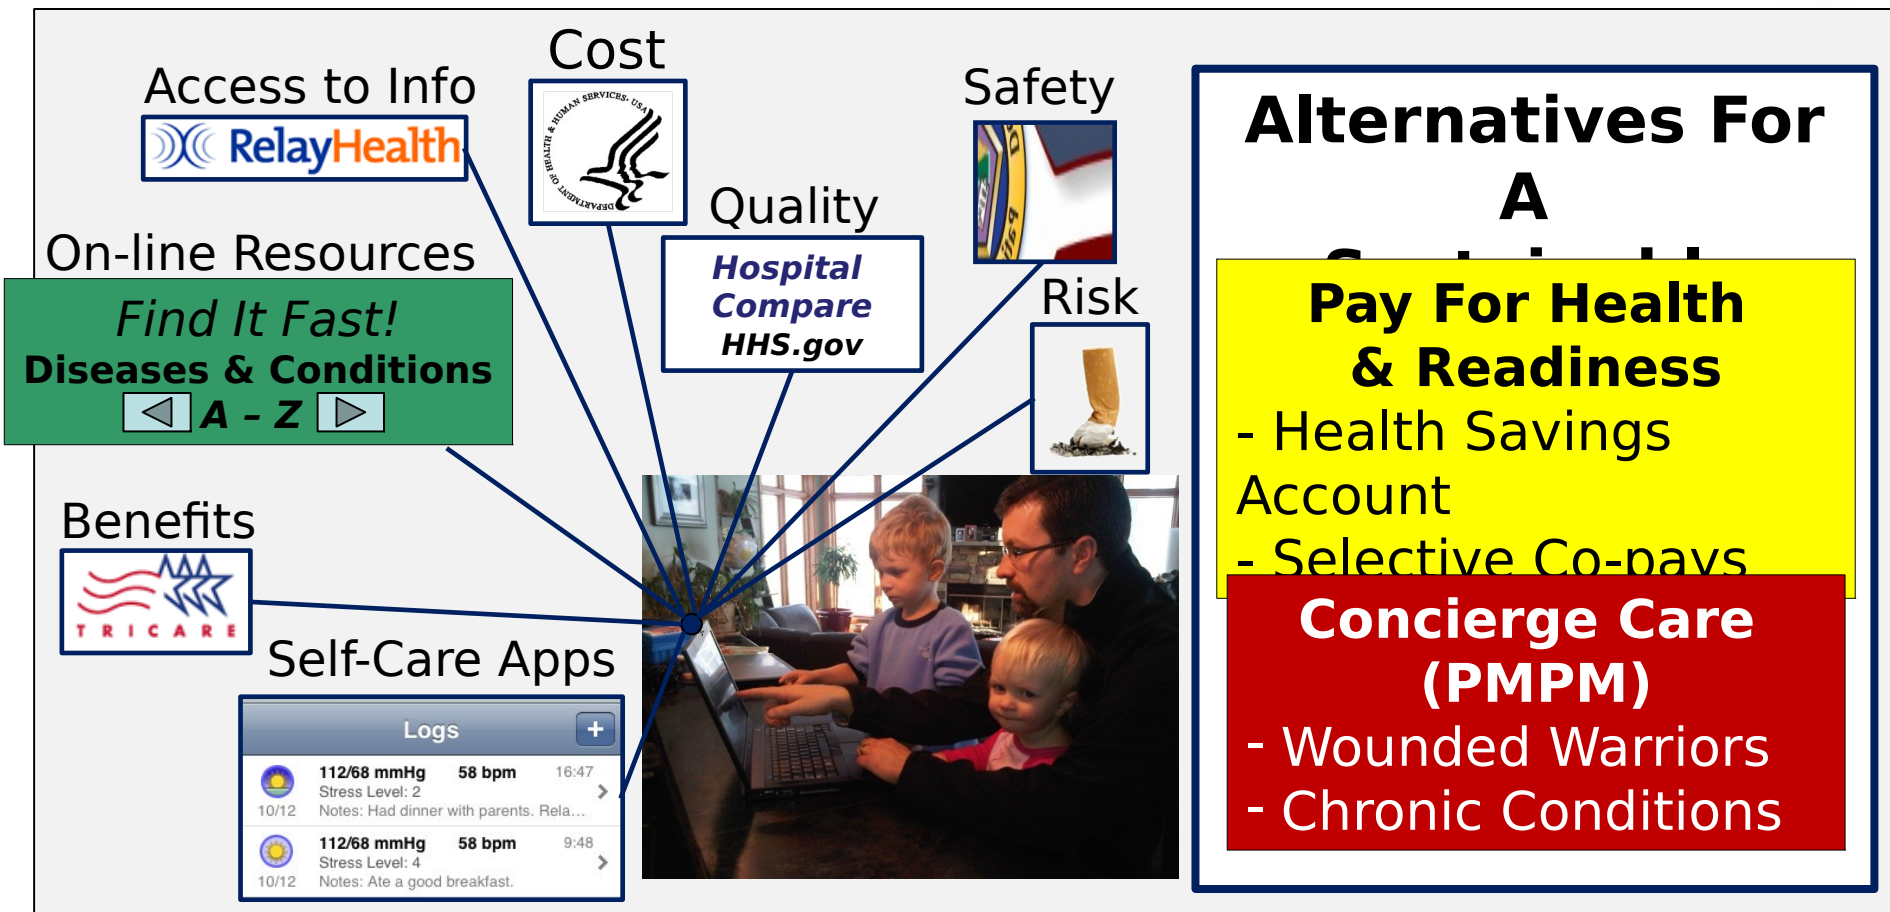 Cost
Access to Info
RelayHealth
DEPARTMENT OF HEALTH & HUMAN SERVICES · USA
Safety
Quality
Hospital
Compare
HHS.gov
On-line Resources
Find It Fast!
Diseases & Conditions
A – Z
Risk
Benefits
TRICARE
Self-Care Apps
Logs
+
112/68 mmHg 58 bpm 16:47
Stress Level: 2
10/12 Notes: Had dinner with parents. Rela...
112/68 mmHg 58 bpm 9:48
Stress Level: 4
10/12 Notes: Ate a good breakfast.
Alternatives For
A
Pay For Health
& Readiness
- Health Savings
Account
- Selective Co-pays
Concierge Care
(PMPM)
- Wounded Warriors
- Chronic Conditions